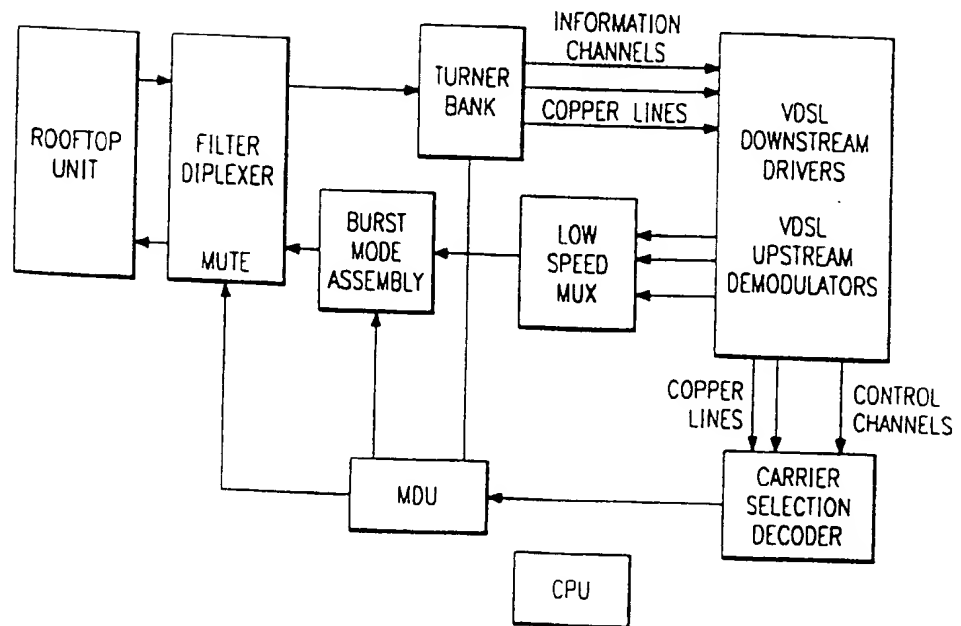 INFORMATION
CHANNELS
ROOFTOP
UNIT
FILTER
DIPLEXER
MUTE
TURNER
BANK
COPPER LINES
VDSL
DOWNSTREAM
DRIVERS
VDSL
UPSTREAM
DEMODULATORS
BURST
MODE
ASSEMBLY
LOW
SPEED
MUX
COPPER
LINES
CONTROL
CHANNELS
MDU
CARRIER
SELECTION
DECODER
CPU